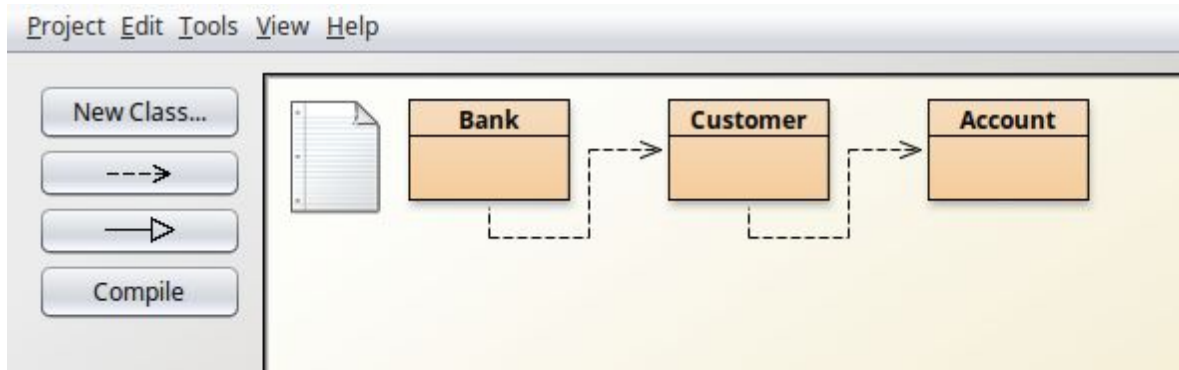 Project Edit Tools View Help
New Class...
Compile
Bank
Customer
Account